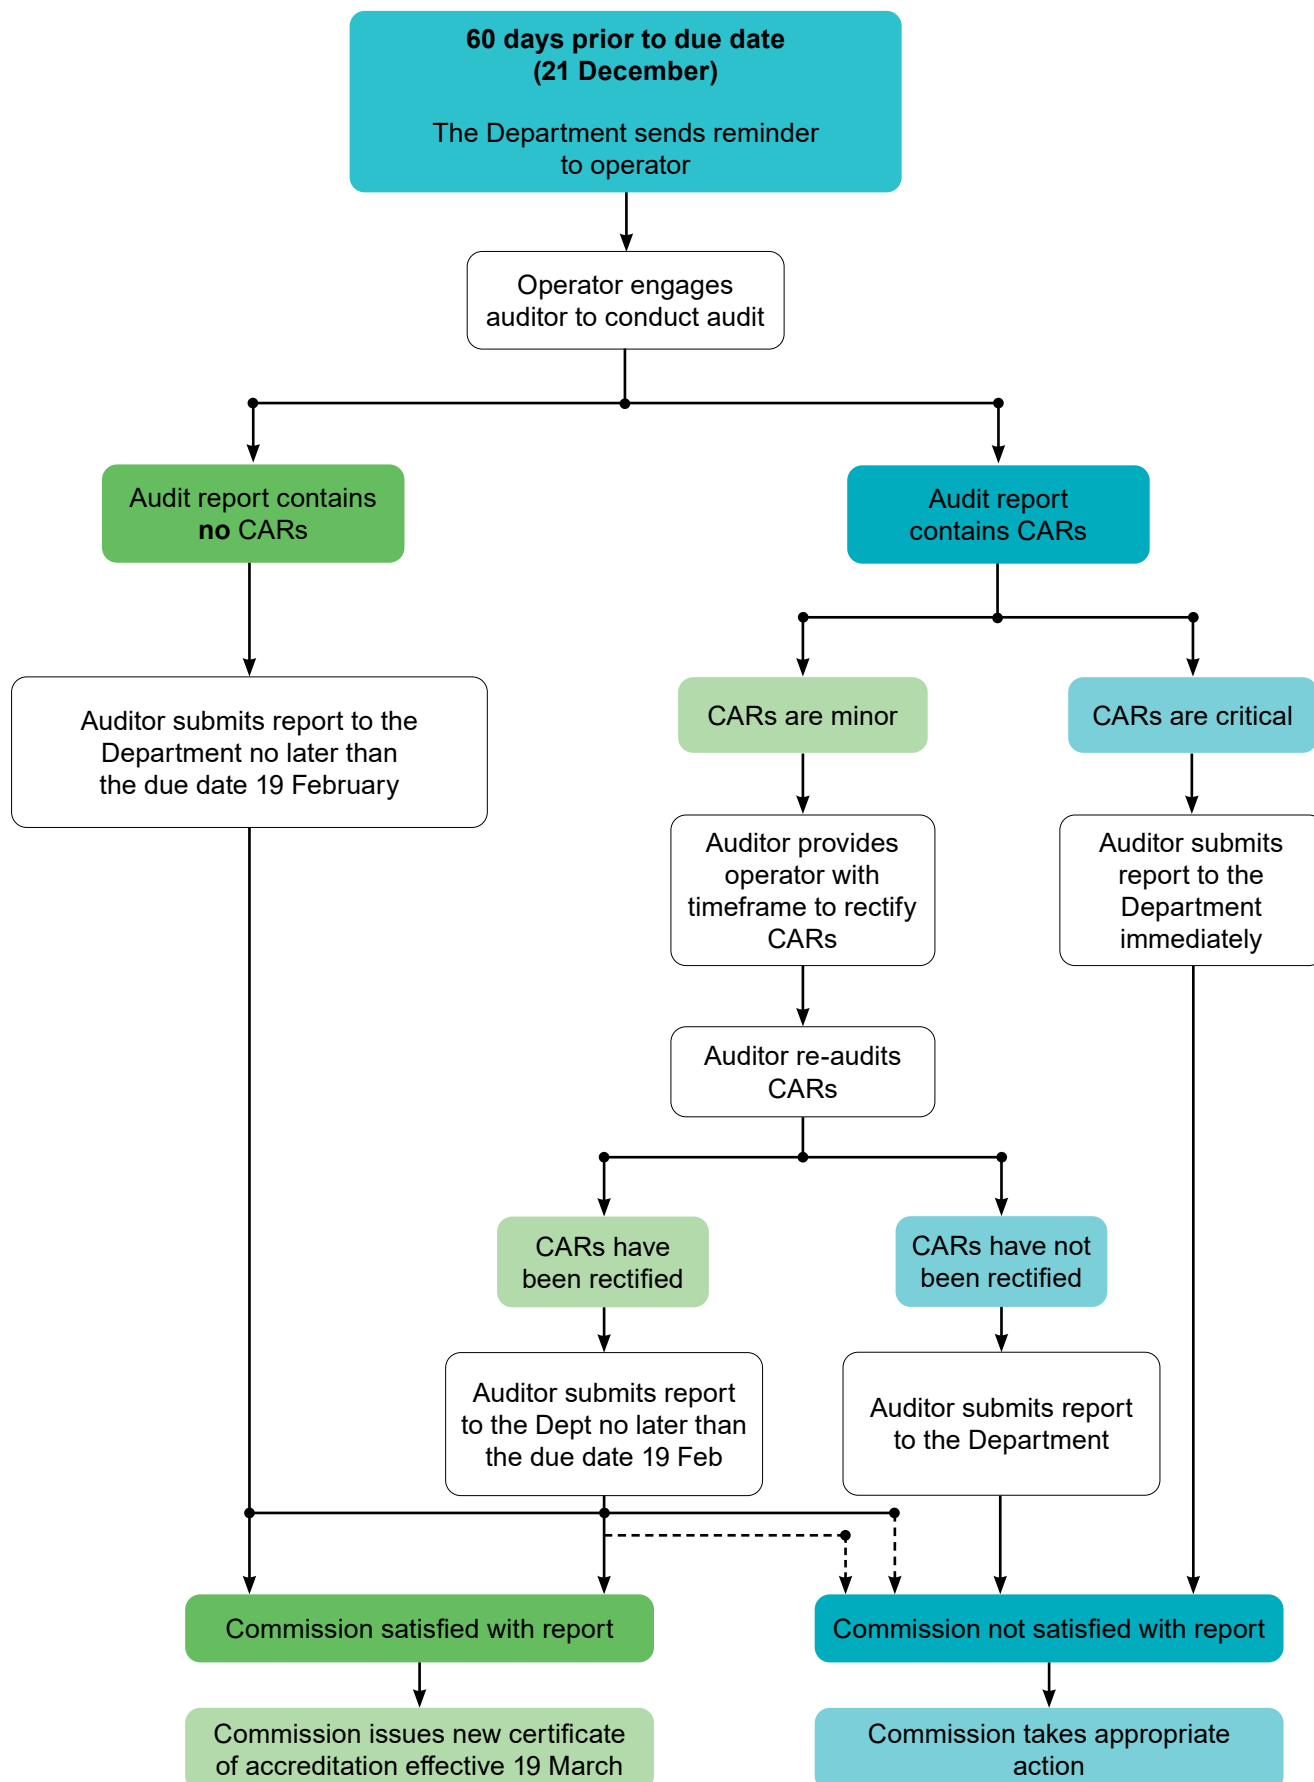 60 days prior to due date
(21 December)
The Department sends reminder
to operator
Operator engages
auditor to conduct audit
Audit report contains
no CARs
Audit report
contains CARs
Auditor submits report to the
Department no later than
the due date 19 February
CARs are minor
CARs are critical
Auditor provides
operator with
timeframe to rectify
CARs
Auditor submits
report to the
Department
immediately
Auditor re-audits
CARs
CARs have
been rectified
CARs have not
been rectified
Auditor submits report
to the Dept no later than
the due date 19 Feb
Auditor submits report
to the Department
Commission satisfied with report
Commission not satisfied with report
Commission issues new certificate
of accreditation effective 19 March
Commission takes appropriate
action